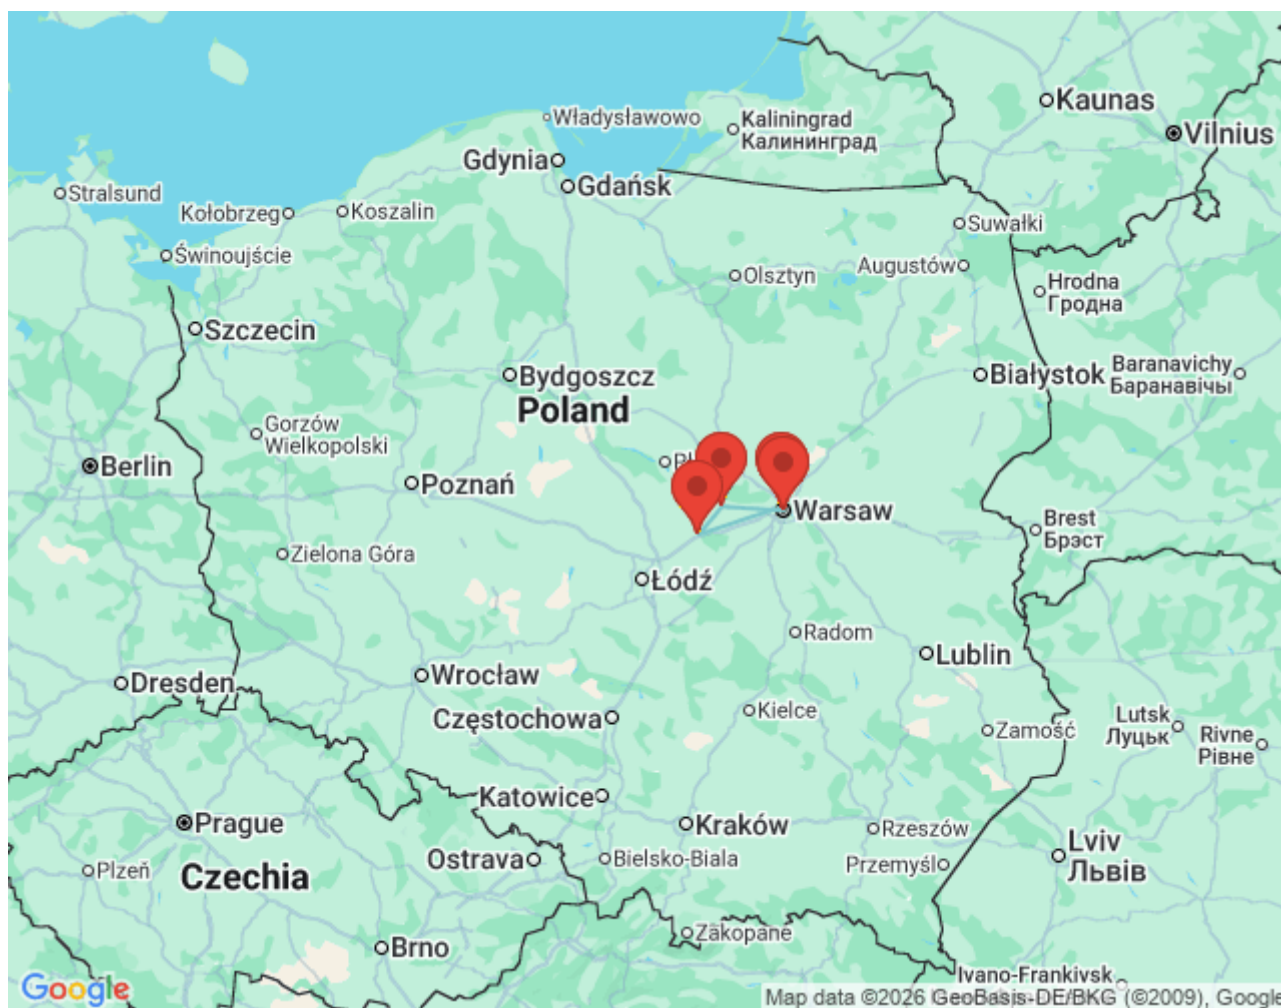 Władysławowo
Kaliningrad
Калининград
Kaunas
Vilnius
Gdynia
Gdańsk
Stralsund
Kołobrzeg
Koszalin
Suwałki
Świnoujście
Olsztyn
Augustów
Hrodna
Гродна
Szczecin
Bydgoszcz
Białystok
Baranavichy
Баранавічы
Poland
Gorzów
Wielkopolski
Berlin
Poznań
Warsaw
Brest
Брэст
Zielona Góra
Łódź
Radom
Lublin
Wrocław
Dresden
Częstochowa
Kielce
Zamość
Lutsk
Луцьк
Rivne
Рівне
Katowice
Prague
Kraków
Rzeszów
Ostrava
Bielsko-Biala
Przemyśl
Lviv
Львів
Plzeň
Czechia
Zakopane
Brno
Ivano-Frankivsk
Google
Map data ©2026 GeoBasis-DE/BKG (©2009), Google